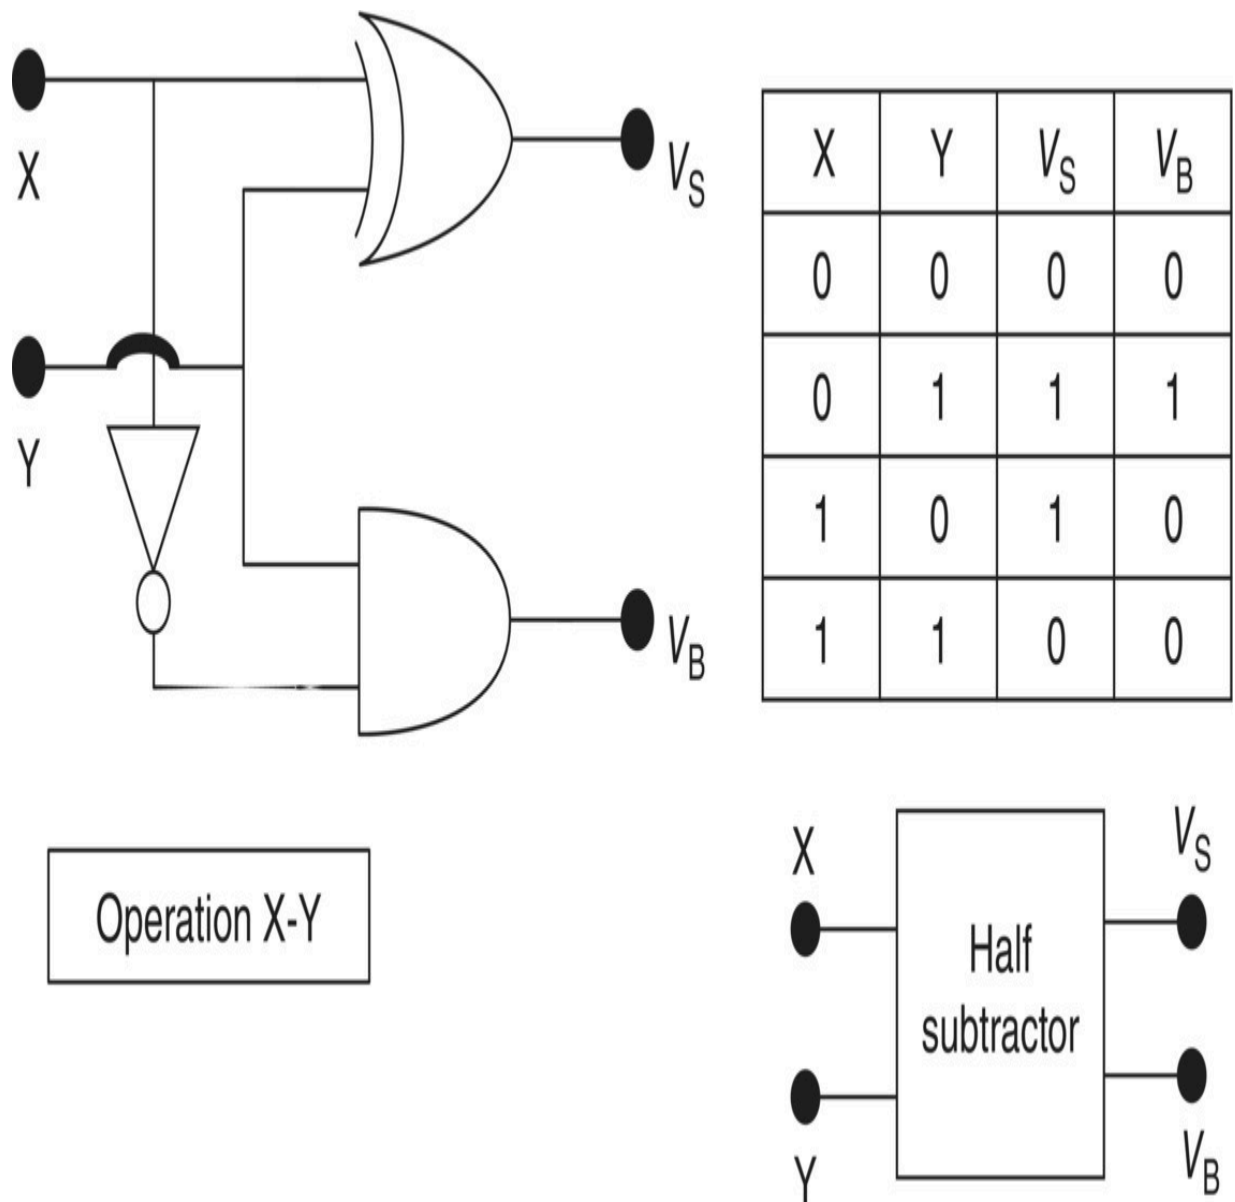 X
Y
V_S
V_B
X Y V_S V_B
0 0 0 0
0 1 1 1
1 0 1 0
1 1 0 0
Operation X-Y
X
Y
Half
subtractor
V_S
V_B